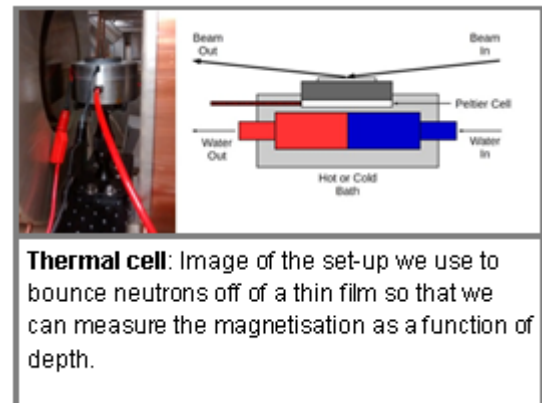 Beam
Out
Beam
In
Peltier Cell
Water
Out
Water
In
Hot or Cold
Bath
Thermal cell: Image of the set-up we use to
bounce neutrons off of a thin film so that we
can measure the magnetisation as a function of
depth.